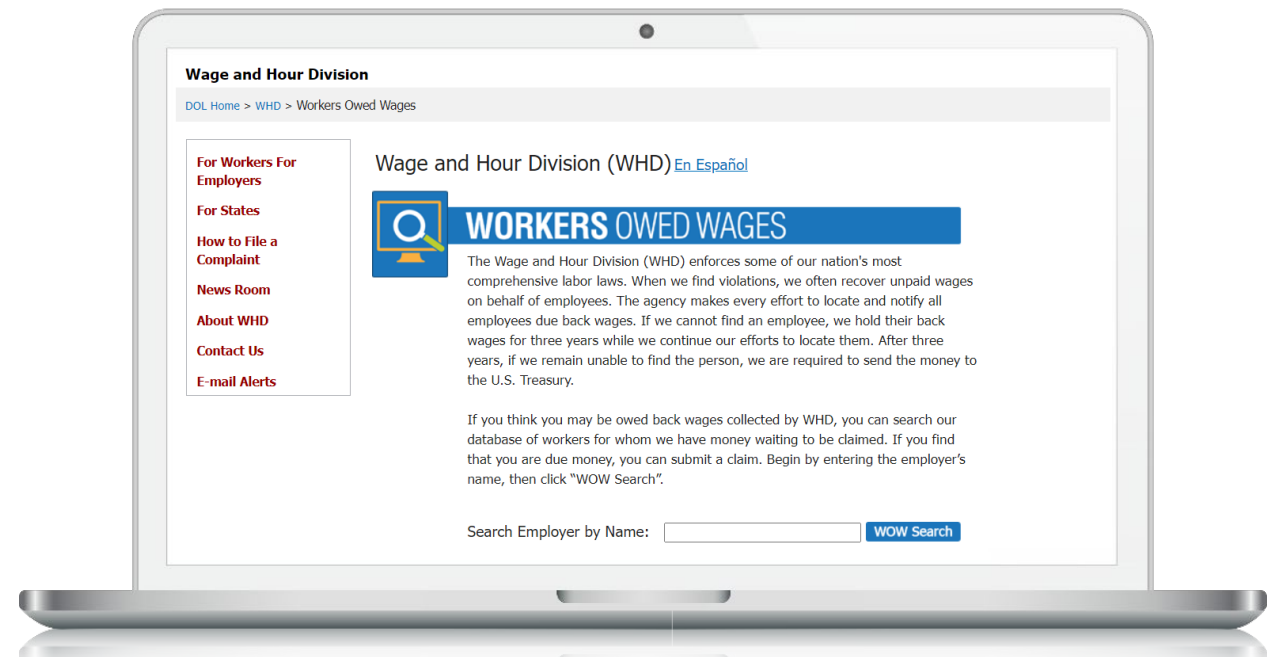 Wage and Hour Division
DOL Home > WHD > Workers Owed Wages
For Workers For
Employers
For States
How to File a
Complaint
News Room
About WHD
Contact Us
E-mail Alerts
Wage and Hour Division (WHD) En Español
WORKERS OWED WAGES
The Wage and Hour Division (WHD) enforces some of our nation's most
comprehensive labor laws. When we find violations, we often recover unpaid wages
on behalf of employees. The agency makes every effort to locate and notify all
employees due back wages. If we cannot find an employee, we hold their back
wages for three years while we continue our efforts to locate them. After three
years, if we remain unable to find the person, we are required to send the money to
the U.S. Treasury.
If you think you may be owed back wages collected by WHD, you can search our
database of workers for whom we have money waiting to be claimed. If you find
that you are due money, you can submit a claim. Begin by entering the employer’s
name, then click “WOW Search”.
Search Employer by Name: WOW Search